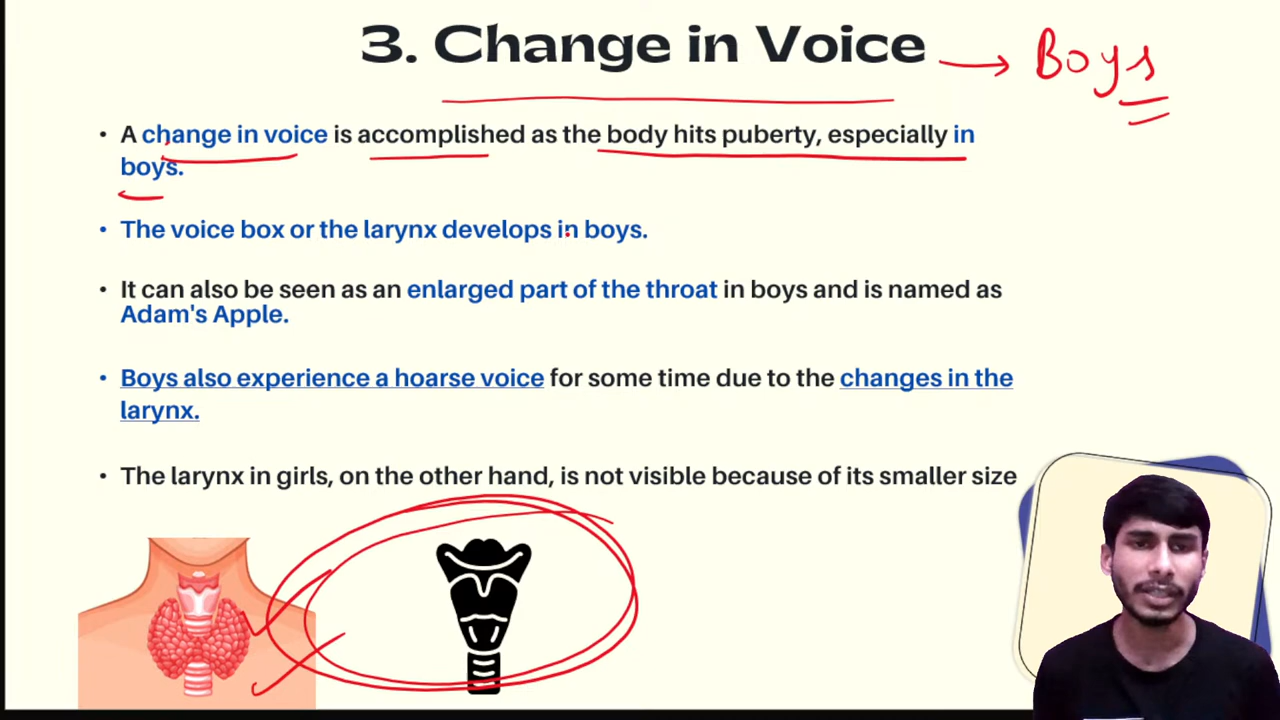 3. Change in Voice → Boys
• A change in voice is accomplished as the body hits puberty, especially in
boys.
• The voice box or the larynx develops in boys.
• It can also be seen as an enlarged part of the throat in boys and is named as
Adam's Apple.
• Boys also experience a hoarse voice for some time due to the changes in the
larynx.
• The larynx in girls, on the other hand, is not visible because of its smaller size